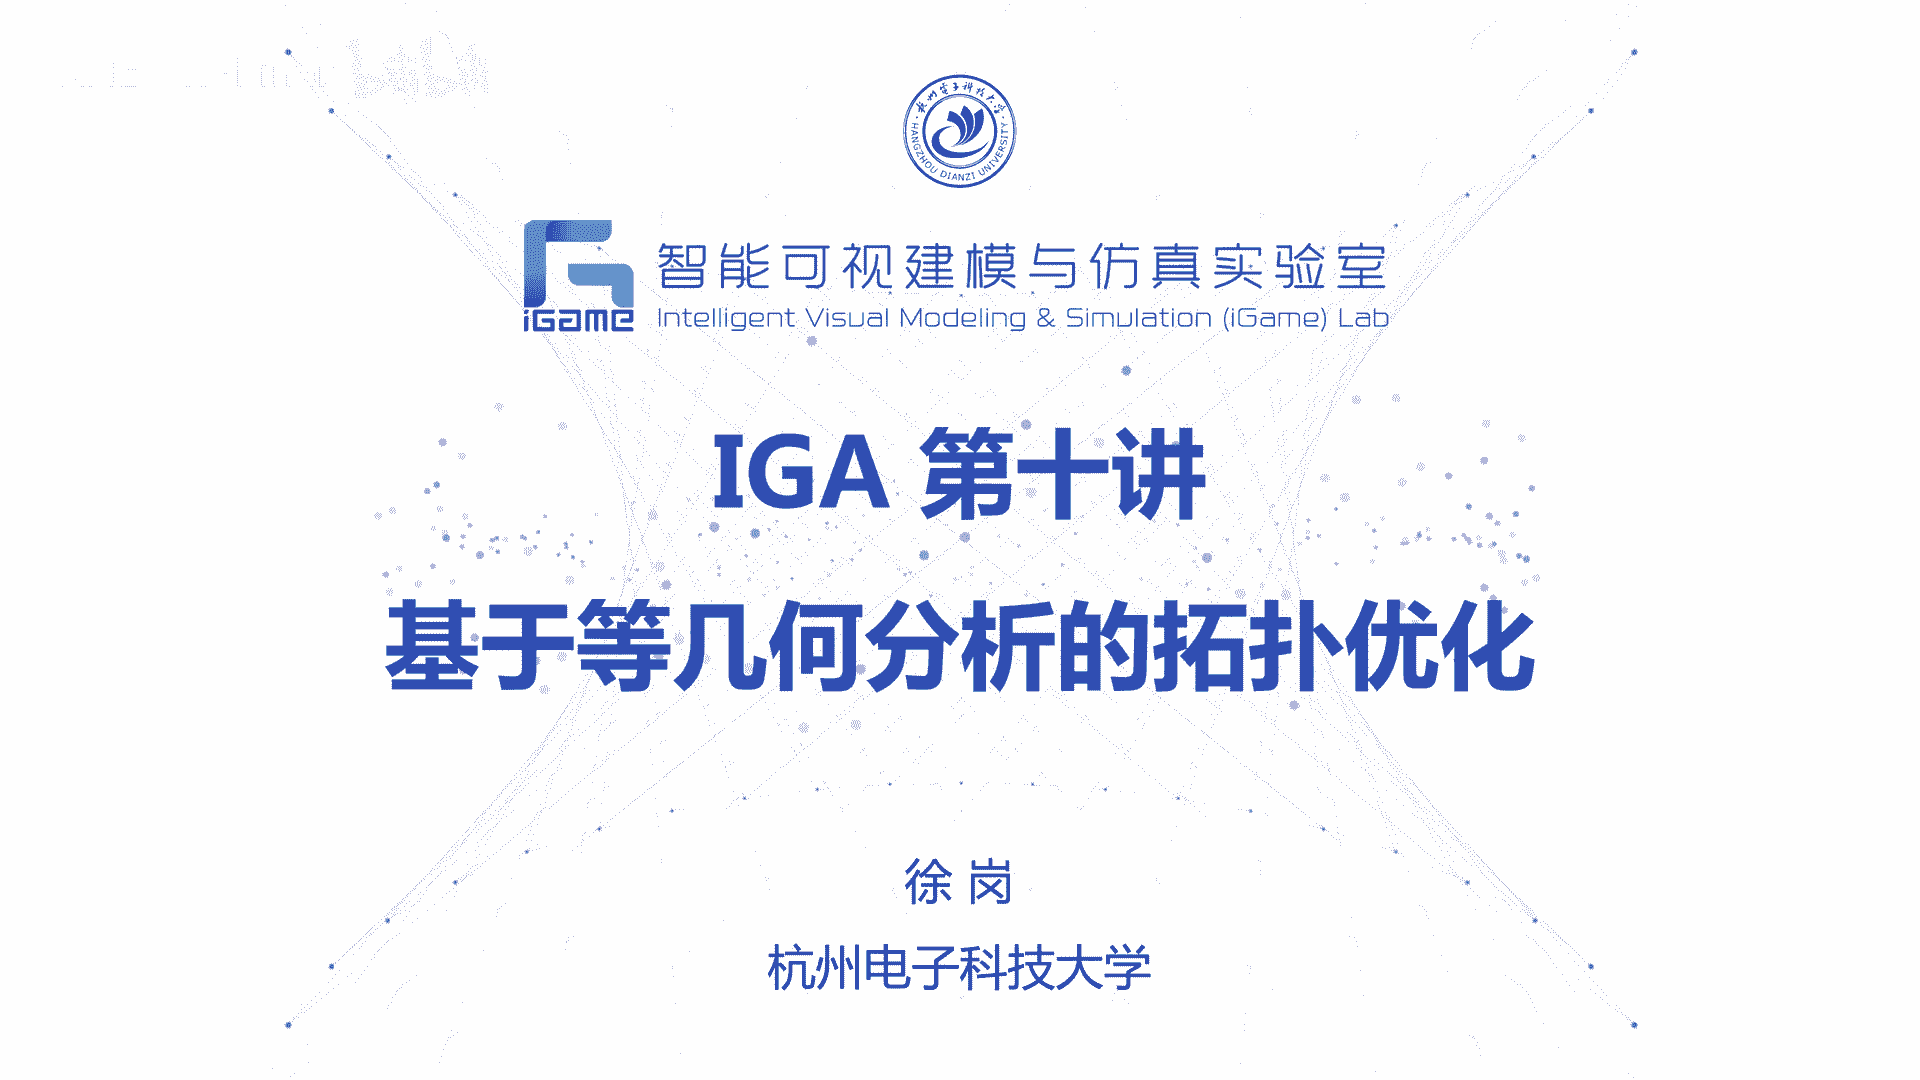 杭州电子科技大学
HANGZHOU DIANZI UNIVERSITY
iGame
智能可视建模与仿真实验室
Intelligent Visual Modeling & Simulation (iGame) Lab
IGA 第十讲
基于等几何分析的拓扑优化
徐 岗
杭州电子科技大学